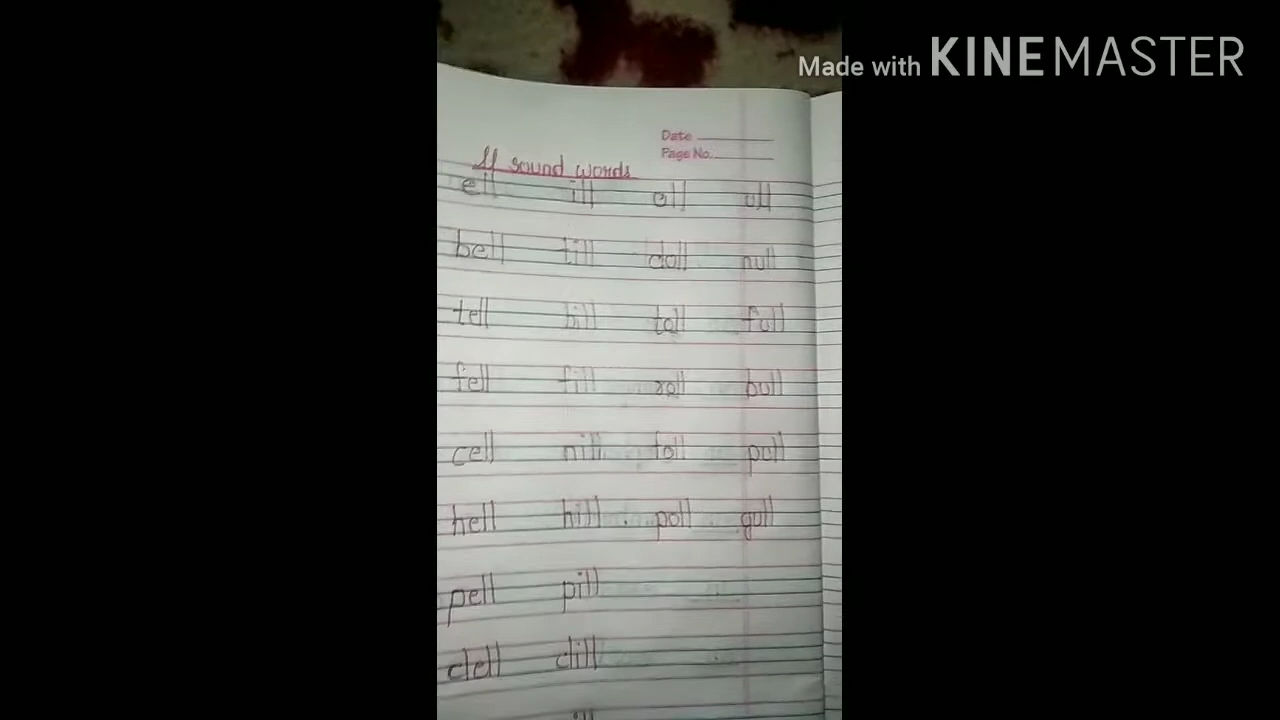 Made with KINEMASTER
Date
Page No.
ll sound words
ell ill oll ull
bell till doll null
tell bill toll full
fell fill roll bull
cell nill foll pull
hell hill poll gull
pell pill
dell dill
ill